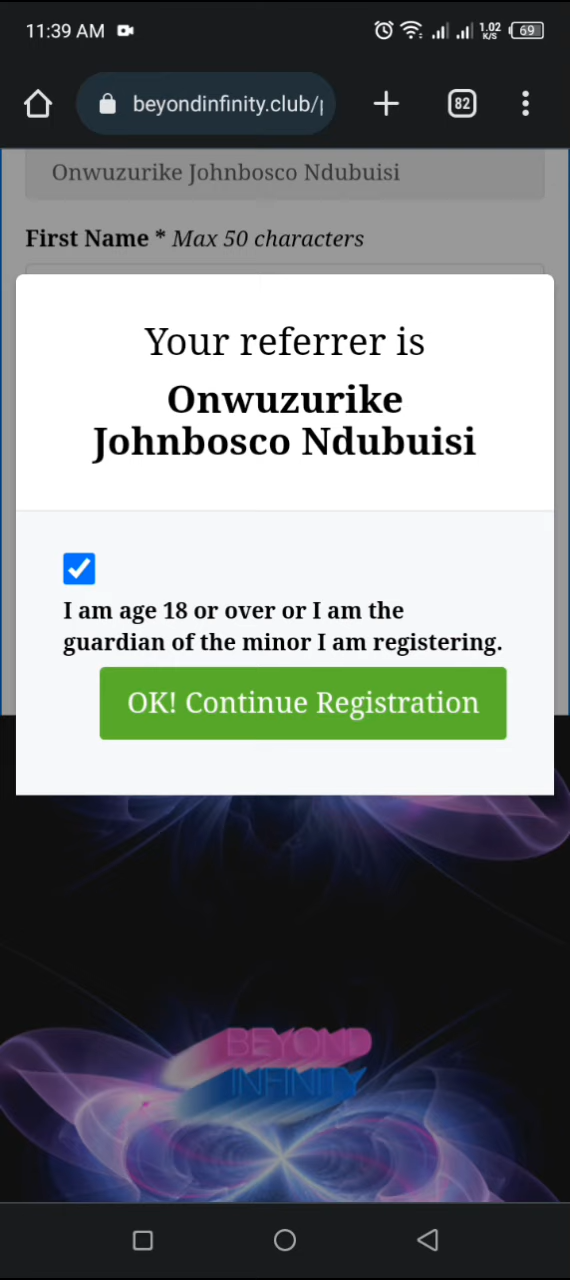 11:39 AM
1.02
K/S
69
beyondinfinity.club/
82
Onwuzurike Johnbosco Ndubuisi
First Name * Max 50 characters
Your referrer is
Onwuzurike
Johnbosco Ndubuisi
I am age 18 or over or I am the
guardian of the minor I am registering.
OK! Continue Registration
BEYOND
INFINITY